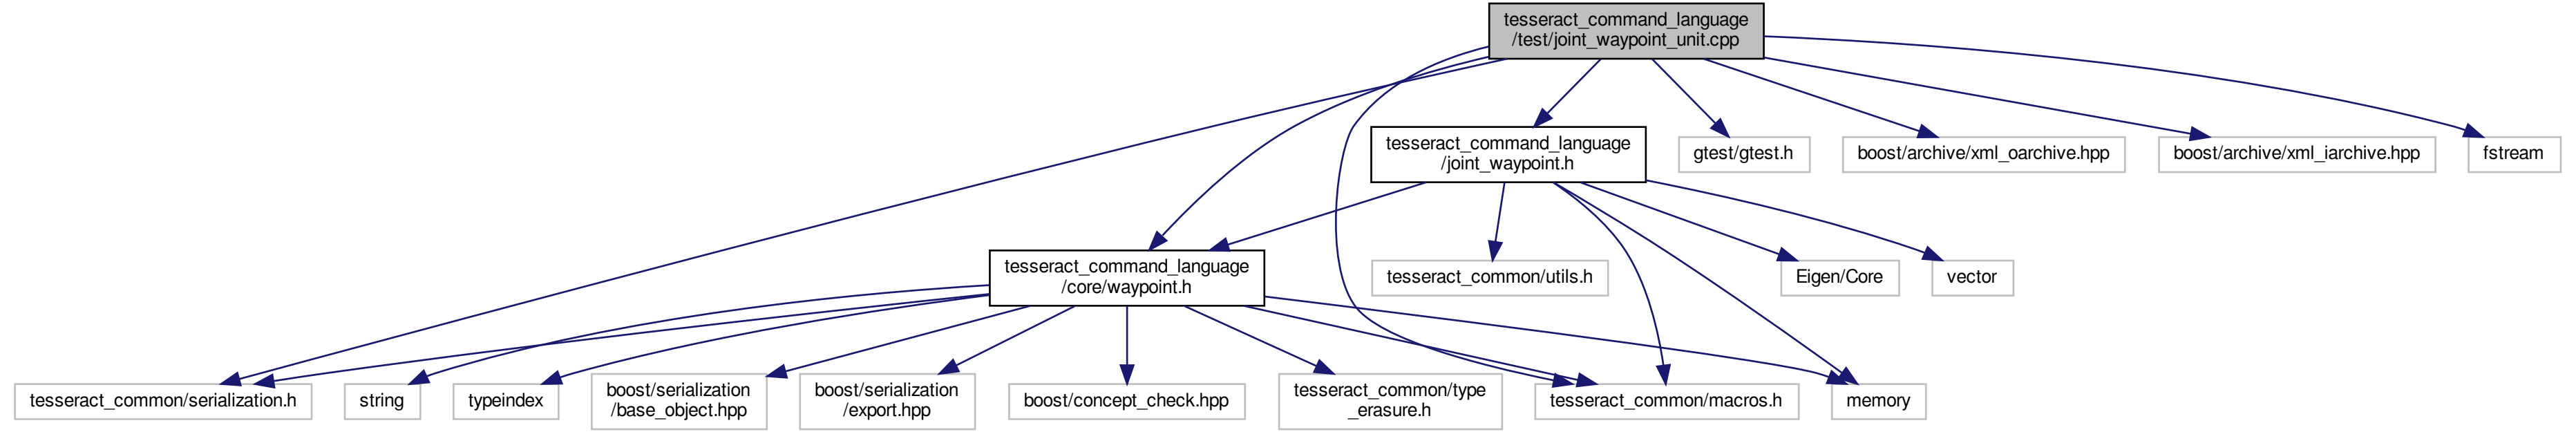 tesseract_command_language
/test/joint_waypoint_unit.cpp
tesseract_command_language
/joint_waypoint.h
gtest/gtest.h
boost/archive/xml_oarchive.hpp
boost/archive/xml_iarchive.hpp
fstream
tesseract_command_language
/core/waypoint.h
tesseract_common/utils.h
Eigen/Core
vector
tesseract_common/serialization.h
string
typeindex
boost/serialization
/base_object.hpp
boost/serialization
/export.hpp
boost/concept_check.hpp
tesseract_common/type
_erasure.h
tesseract_common/macros.h
memory